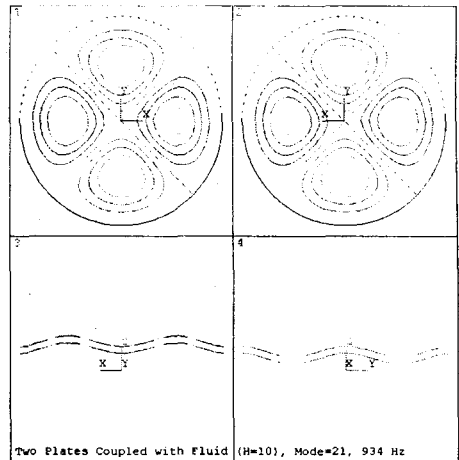 1
2
Y
X
Y
X
3
4
X Y
X Y
Two Plates Coupled with Fluid (H=10), Mode=21, 934 Hz